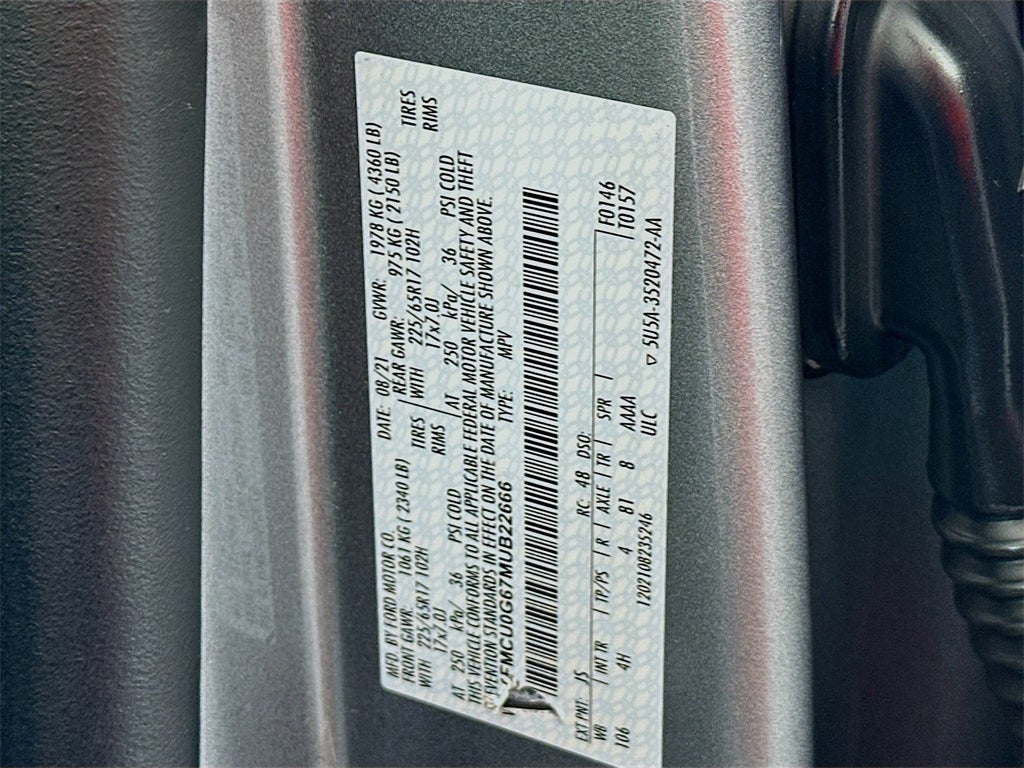 MFD. BY FORD MOTOR CO.
DATE: 08/21 GVWR: 1978 KG ( 4360 LB)
FRONT GAWR: 1061 KG ( 2340 LB) REAR GAWR: 975 KG ( 2150 LB)
WITH 225/65R17 102H TIRES WITH 225/65R17 102H TIRES
17x7.0J RIMS 17x7.0J RIMS
AT 250 kPa/ 36 PSI COLD AT 250 kPa/ 36 PSI COLD
THIS VEHICLE CONFORMS TO ALL APPLICABLE FEDERAL MOTOR VEHICLE SAFETY AND THEFT
PREVENTION STANDARDS IN EFFECT ON THE DATE OF MANUFACTURE SHOWN ABOVE.
1FMCU0G67MUB22666 TYPE: MPV
EXT PNT: JS RC: 4B DSO: F0146
WB INT TR TP/PS R AXLE TR SPR T0157
106 4H 4 B1 8 AAAA
1202108235246 ULC
5U5A-3520472-AA